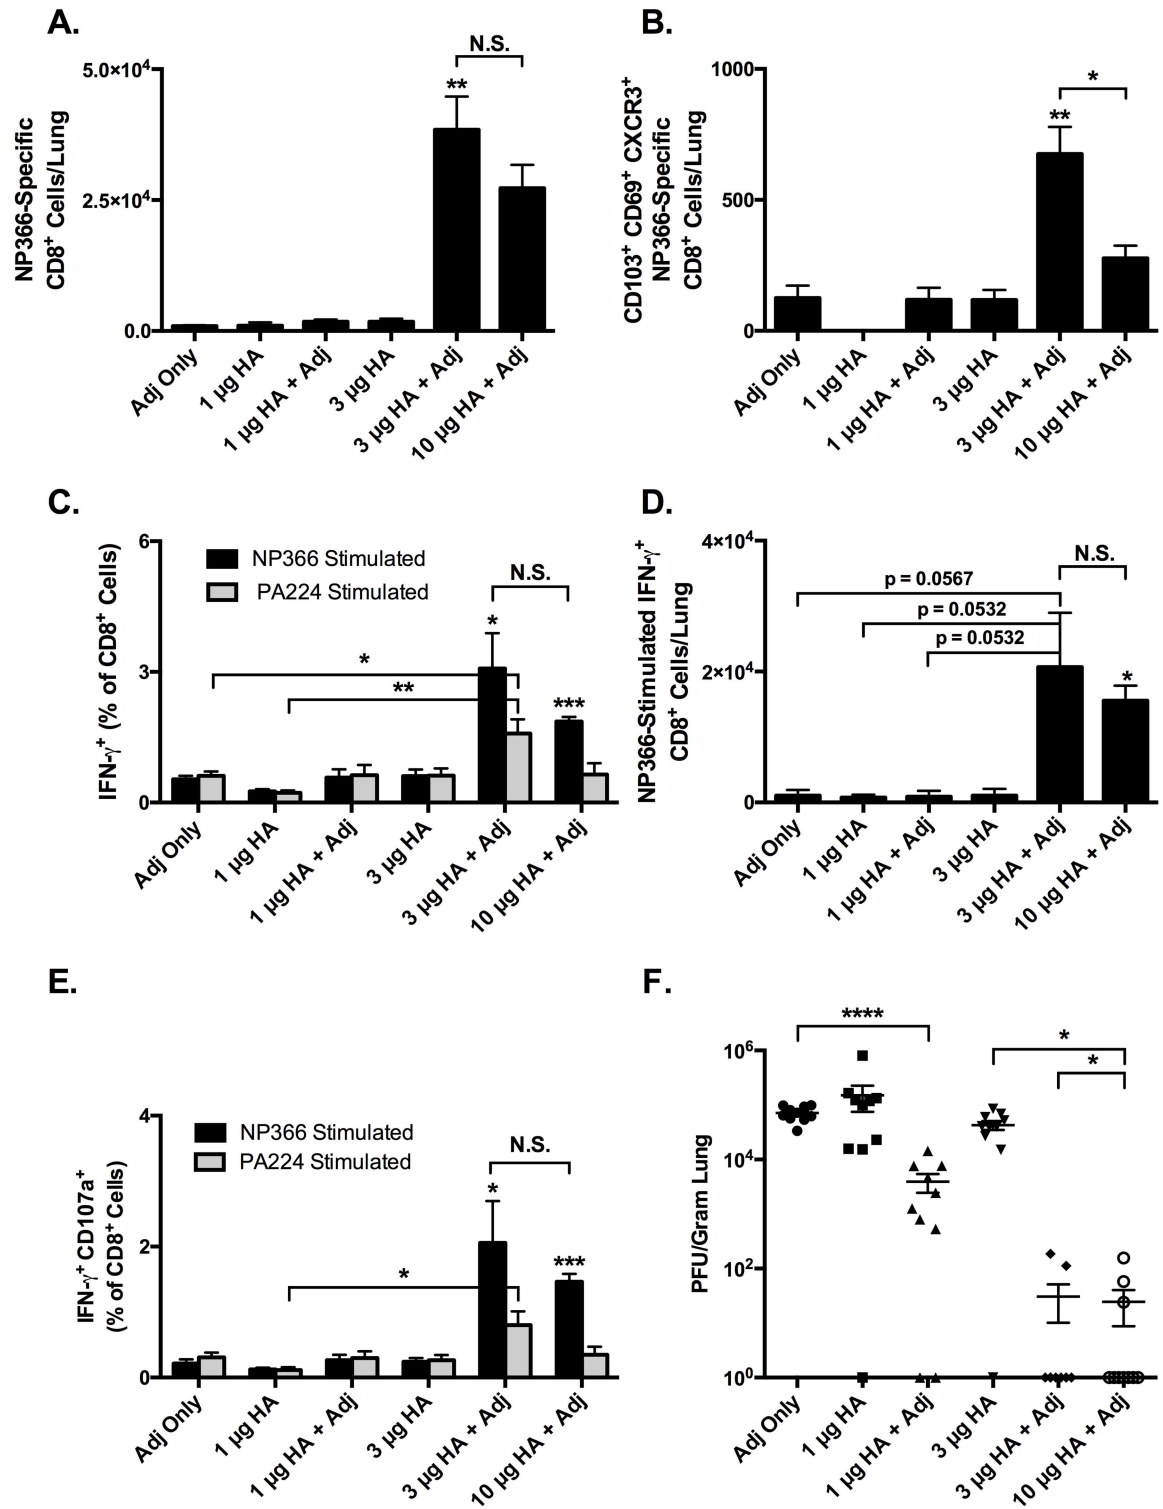 A.
N.S.
5.0×10⁴
**
2.5×10⁴
0.0
NP366-Specific
CD8⁺ Cells/Lung
Adj Only
1 µg HA
1 µg HA + Adj
3 µg HA
3 µg HA + Adj
10 µg HA + Adj
B.
1000
*
**
500
0
CD103⁺ CD69⁺ CXCR3⁺
NP366-Specific
CD8⁺ Cells/Lung
Adj Only
1 µg HA
1 µg HA + Adj
3 µg HA
3 µg HA + Adj
10 µg HA + Adj
C.
6
NP366 Stimulated
PA224 Stimulated
N.S.
*
*
**
***
3
0
IFN-γ⁺ (% of CD8⁺ Cells)
Adj Only
1 µg HA
1 µg HA + Adj
3 µg HA
3 µg HA + Adj
10 µg HA + Adj
D.
4×10⁴
N.S.
p = 0.0567
p = 0.0532
p = 0.0532
*
2×10⁴
0
NP366-Stimulated IFN-γ⁺
CD8⁺ Cells/Lung
Adj Only
1 µg HA
1 µg HA + Adj
3 µg HA
3 µg HA + Adj
10 µg HA + Adj
E.
4
NP366 Stimulated
PA224 Stimulated
N.S.
*
***
*
2
0
IFN-γ⁺ CD107a⁺
(% of CD8⁺ Cells)
Adj Only
1 µg HA
1 µg HA + Adj
3 µg HA
3 µg HA + Adj
10 µg HA + Adj
F.
****
*
*
10⁶
10⁴
10²
10⁰
PFU/Gram Lung
Adj Only
1 µg HA
1 µg HA + Adj
3 µg HA
3 µg HA + Adj
10 µg HA + Adj